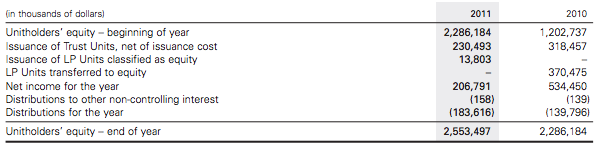 (in thousands of dollars) 2011 2010
Unitholders' equity – beginning of year 2,286,184 1,202,737
Issuance of Trust Units, net of issuance cost 230,493 318,457
Issuance of LP Units classified as equity 13,803 –
LP Units transferred to equity – 370,475
Net income for the year 206,791 534,450
Distributions to other non-controlling interest (158) (139)
Distributions for the year (183,616) (139,796)
Unitholders' equity – end of year 2,553,497 2,286,184